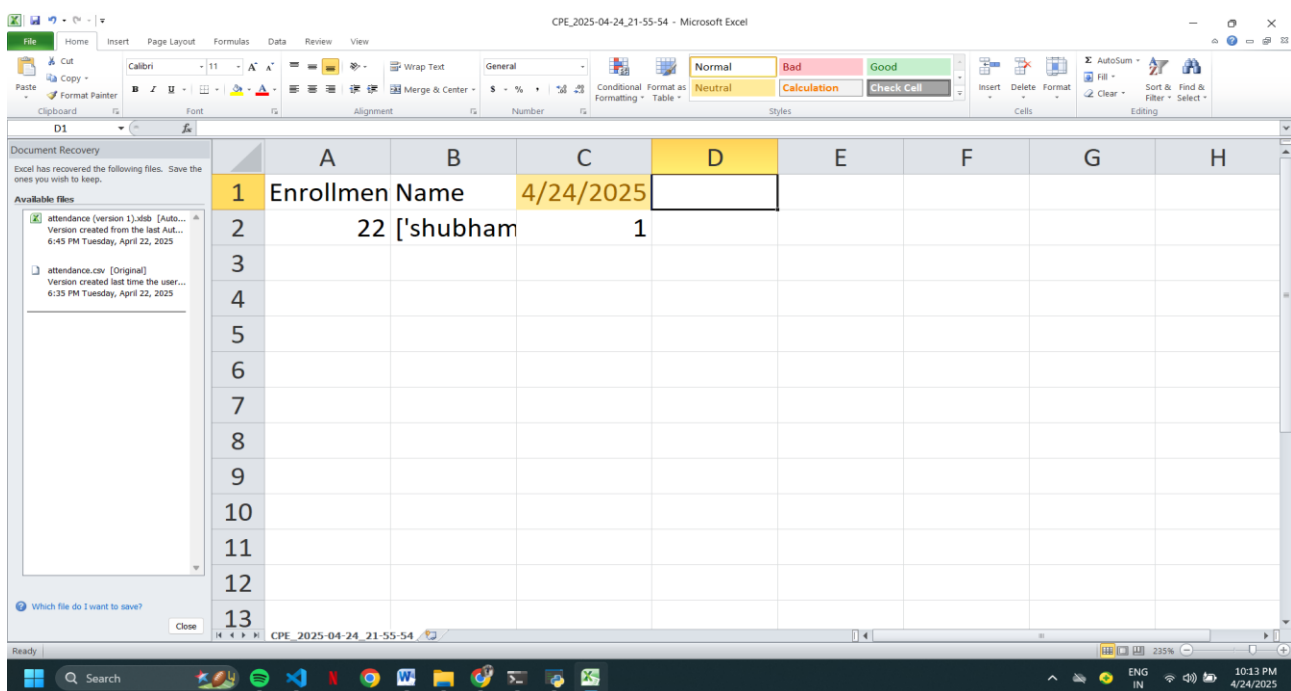 CPE_2025-04-24_21-55-54 - Microsoft Excel
File Home Insert Page Layout Formulas Data Review View
Paste Cut Copy Format Painter
Clipboard
Calibri 11
B I U
Font
Wrap Text
Merge & Center
Alignment
General
$ % ,
Number
Conditional Formatting
Format as Table
Normal Bad Good
Neutral Calculation Check Cell
Styles
Insert Delete Format
Cells
Σ AutoSum
Fill
Clear
Sort & Filter
Find & Select
Editing
D1 fx
Document Recovery
Excel has recovered the following files. Save the
ones you wish to keep.
Available files
attendance (version 1).xlsb [Auto...
Version created from the last Aut...
6:45 PM Tuesday, April 22, 2025
attendance.csv [Original]
Version created last time the user...
6:35 PM Tuesday, April 22, 2025
Which file do I want to save?
Close
A B C D E F G H
1 Enrollmen Name 4/24/2025
2 22 ['shubham 1
3
4
5
6
7
8
9
10
11
12
13
CPE_2025-04-24_21-55-54
Ready 235%
Search
ENG
IN
10:13 PM
4/24/2025